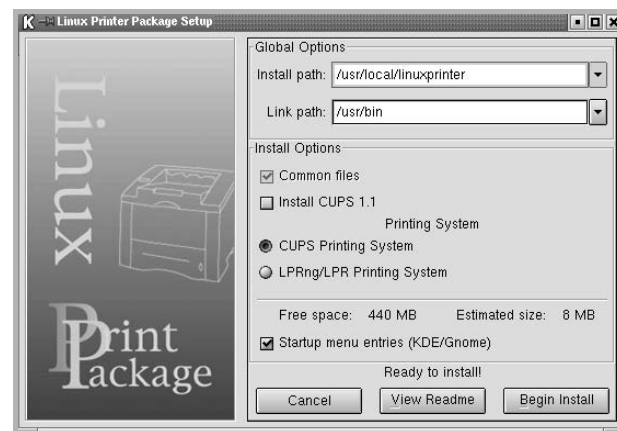 K Linux Printer Package Setup
Linux
Print
Package
Global Options
Install path: /usr/local/linuxprinter
Link path: /usr/bin
Install Options
Common files
Install CUPS 1.1
Printing System
CUPS Printing System
LPRng/LPR Printing System
Free space: 440 MB Estimated size: 8 MB
Startup menu entries (KDE/Gnome)
Ready to install!
Cancel View Readme Begin Install